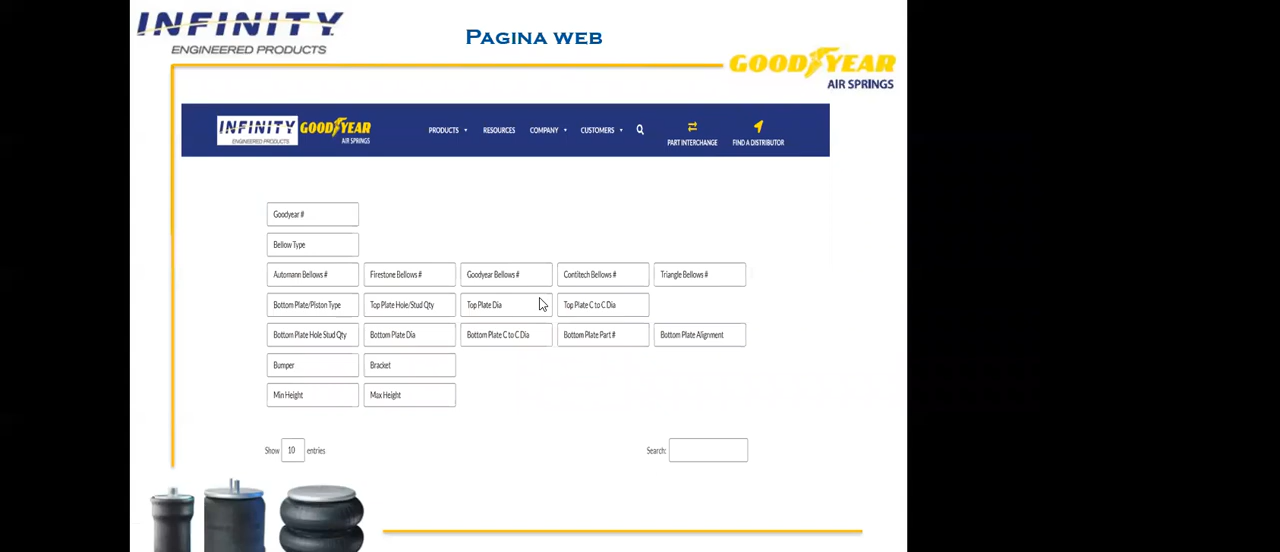 INFINITY
ENGINEERED PRODUCTS
PAGINA WEB
GOODYEAR
AIR SPRINGS
INFINITY
ENGINEERED PRODUCTS
GOODYEAR
AIR SPRINGS
PRODUCTS RESOURCES COMPANY CUSTOMERS
PART INTERCHANGE FIND A DISTRIBUTOR
Goodyear #
Bellow Type
Automann Bellows # Firestone Bellows # Goodyear Bellows # Contitech Bellows # Triangle Bellows #
Bottom Plate/Piston Type Top Plate Hole/Stud Qty Top Plate Dia Top Plate C to C Dia
Bottom Plate Hole Stud Qty Bottom Plate Dia Bottom Plate C to C Dia Bottom Plate Part # Bottom Plate Alignment
Bumper Bracket
Min Height Max Height
Show 10 entries Search: